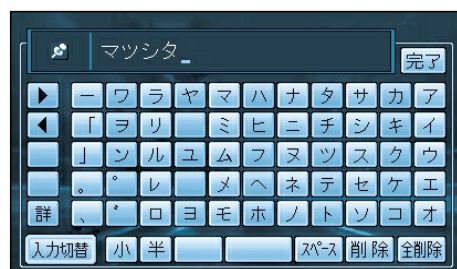 マツシタ_
完了
ーワラヤマハナタサカア
「ヲリミヒニチシキイ
」ンルユムフヌツスクウ
。゜レメヘネテセケエ
詳、゛ロヨモホノトソコオ
入力切替 小 半 スペース 削除 全削除